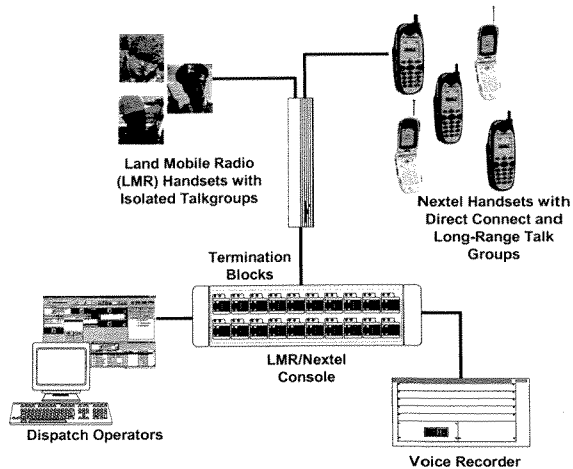 Land Mobile Radio
(LMR) Handsets with
Isolated Talkgroups
Nextel Handsets with
Direct Connect and
Long-Range Talk
Groups
Termination
Blocks
LMR/Nextel
Console
Dispatch Operators
Voice Recorder